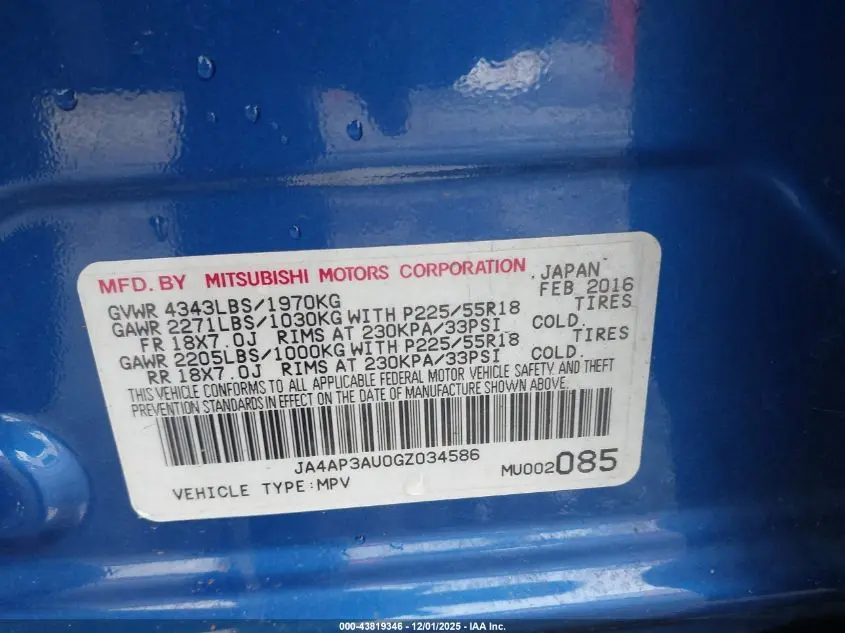 MFD. BY MITSUBISHI MOTORS CORPORATION, JAPAN
GVWR 4343LBS/1970KG FEB 2016
GAWR 2271LBS/1030KG WITH P225/55R18 TIRES
FR 18X7.0J RIMS AT 230KPA/33PSI COLD.
GAWR 2205LBS/1000KG WITH P225/55R18 TIRES
RR 18X7.0J RIMS AT 230KPA/33PSI COLD.
THIS VEHICLE CONFORMS TO ALL APPLICABLE FEDERAL MOTOR VEHICLE SAFETY AND THEFT
PREVENTION STANDARDS IN EFFECT ON THE DATE OF MANUFACTURE SHOWN ABOVE.
JA4AP3AU0GZ034586
MU002085
VEHICLE TYPE:MPV
000-43819346 - 12/01/2025 - IAA Inc.